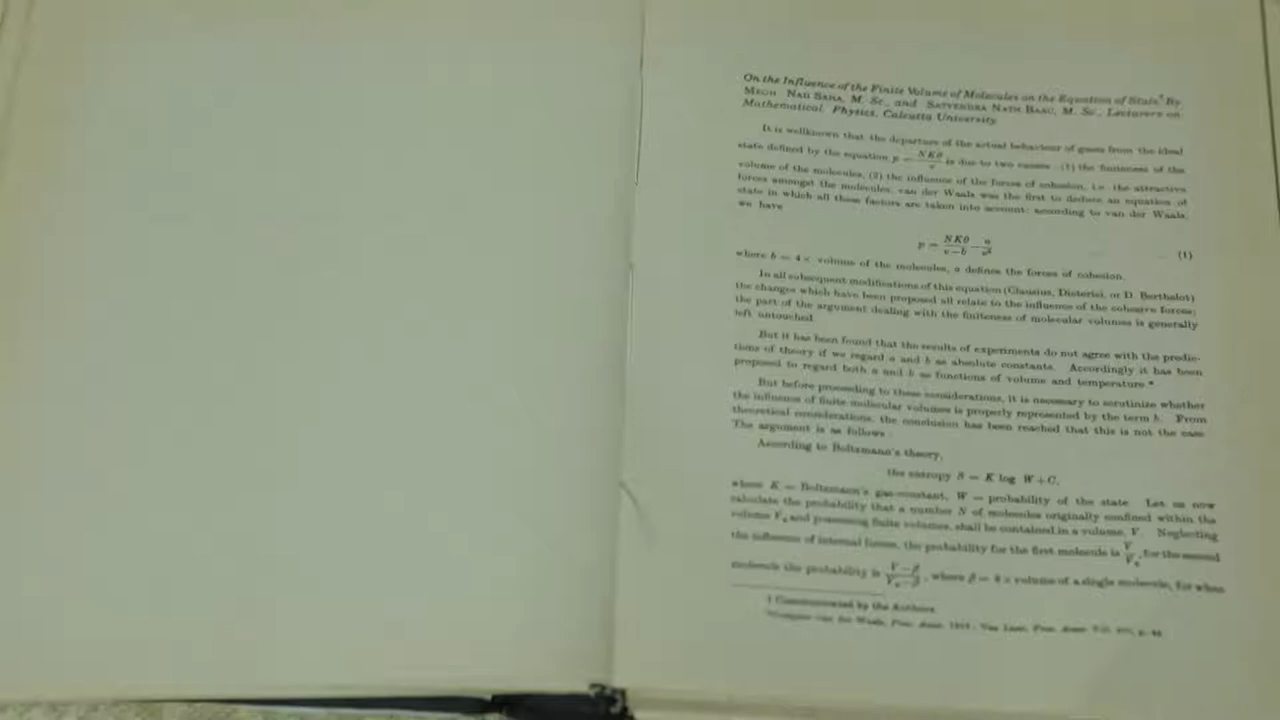 On the Influence of the Finite Volume of Molecules on the Equation of State† By
MEGH NAD SAHA, M. Sc., and SATYENDRA NATH BASU, M. Sc., Lecturers on
Mathematical Physics, Calcutta University
It is wellknown that the departure of the actual behaviour of gases from the ideal
state defined by the equation p = NKθ/v is due to two causes : (1) the finiteness of the
volume of the molecules, (2) the influence of the forces of cohesion, i.e. the attractive
forces amongst the molecules. van der Waals was the first to deduce an equation of
state in which all these factors are taken into account: according to van der Waals,
we have
p = NKθ/v−b − a/v² (1)
where b = 4 × volume of the molecules, a defines the forces of cohesion.
In all subsequent modifications of this equation (Clausius, Dieterici, or D. Berthelot)
the changes which have been proposed all relate to the influence of the cohesive forces;
the part of the argument dealing with the finiteness of molecular volumes is generally
left untouched.
But it has been found that the results of experiments do not agree with the predic-
tions of theory if we regard a and b as absolute constants. Accordingly it has been
proposed to regard both a and b as functions of volume and temperature.*
But before proceeding to these considerations, it is necessary to scrutinize whether
the influence of finite molecular volumes is properly represented by the term b. From
theoretical considerations, the conclusion has been reached that this is not the case.
The argument is as follows
According to Boltzmann's theory,
the entropy S = K log W + C,
where K = Boltzmann's gas-constant, W = probability of the state. Let us now
calculate the probability that a number N of molecules originally confined within the
volume V₀ and possessing finite volumes, shall be contained in a volume, V. Neglecting
the influence of internal forces, the probability for the first molecule is V/V₀, for the second
molecule the probability is V−β/V₀−β, where β = 8 × volume of a single molecule, for when
† Communicated by the Authors.
van der Waals, Proc. Amst.